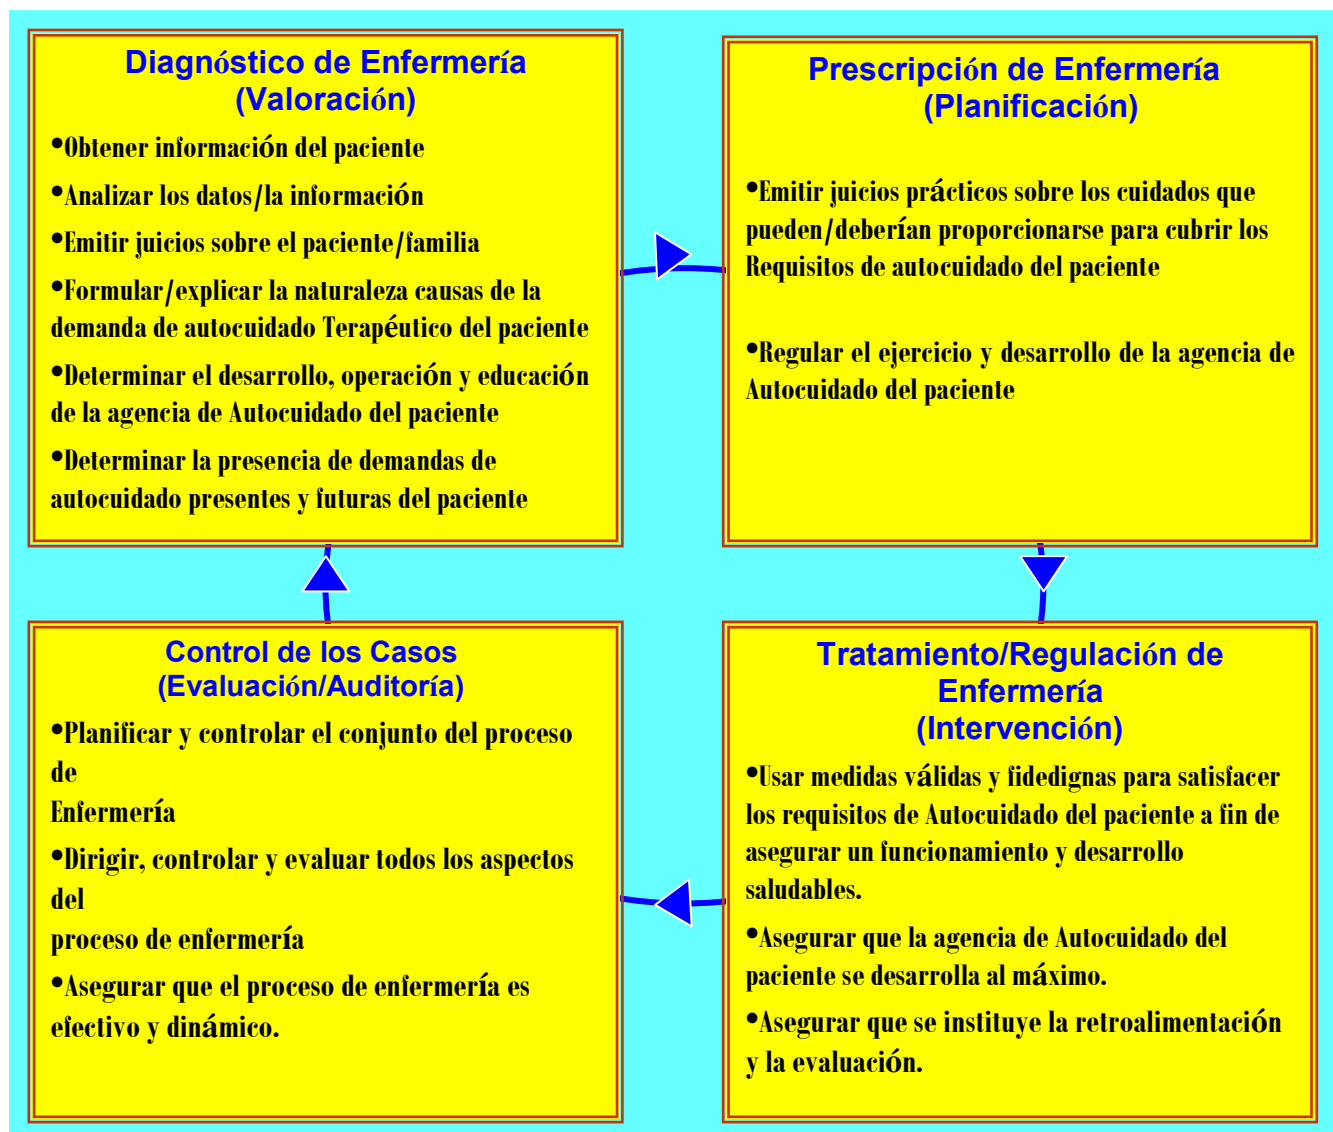 Diagnóstico de Enfermería
(Valoración)
•Obtener información del paciente
•Analizar los datos/la información
•Emitir juicios sobre el paciente/familia
•Formular/explicar la naturaleza causas de la
demanda de autocuidado Terapéutico del paciente
•Determinar el desarrollo, operación y educación
de la agencia de Autocuidado del paciente
•Determinar la presencia de demandas de
autocuidado presentes y futuras del paciente
Prescripción de Enfermería
(Planificación)
•Emitir juicios prácticos sobre los cuidados que
pueden/deberían proporcionarse para cubrir los
Requisitos de autocuidado del paciente
•Regular el ejercicio y desarrollo de la agencia de
Autocuidado del paciente
Control de los Casos
(Evaluación/Auditoría)
•Planificar y controlar el conjunto del proceso
de
Enfermería
•Dirigir, controlar y evaluar todos los aspectos
del
proceso de enfermería
•Asegurar que el proceso de enfermería es
efectivo y dinámico.
Tratamiento/Regulación de
Enfermería
(Intervención)
•Usar medidas válidas y fidedignas para satisfacer
los requisitos de Autocuidado del paciente a fin de
asegurar un funcionamiento y desarrollo
saludables.
•Asegurar que la agencia de Autocuidado del
paciente se desarrolla al máximo.
•Asegurar que se instituye la retroalimentación
y la evaluación.